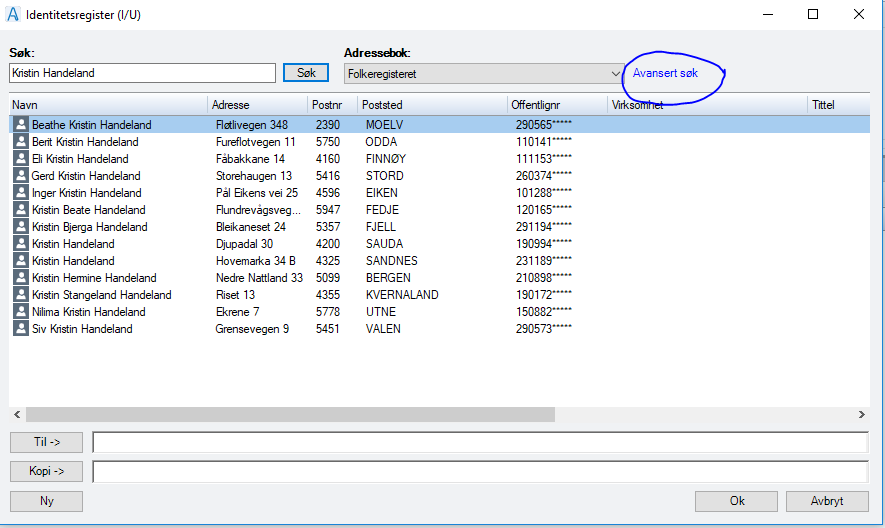 Identitetsregister (I/U)
Søk: Adressebok:
Kristin Handeland Søk Folkeregisteret Avansert søk
Navn Adresse Postnr Poststed Offentlignr Virksomhet Tittel
Beathe Kristin Handeland Fløtlivegen 348 2390 MOELV 290565*****
Berit Kristin Handeland Fureflotvegen 11 5750 ODDA 110141*****
Eli Kristin Handeland Fåbakkane 14 4160 FINNØY 111153*****
Gerd Kristin Handeland Storehaugen 13 5416 STORD 260374*****
Inger Kristin Handeland Pål Eikens vei 25 4596 EIKEN 101288*****
Kristin Beate Handeland Flundrevågsveg... 5947 FEDJE 120165*****
Kristin Bjerga Handeland Bleikaneset 24 5357 FJELL 291194*****
Kristin Handeland Djupadal 30 4200 SAUDA 190994*****
Kristin Handeland Hovemarka 34 B 4325 SANDNES 231189*****
Kristin Hermine Handeland Nedre Nattland 33 5099 BERGEN 210898*****
Kristin Stangeland Handeland Riset 13 4355 KVERNALAND 190172*****
Nilima Kristin Handeland Ekrene 7 5778 UTNE 150882*****
Siv Kristin Handeland Grensevegen 9 5451 VALEN 290573*****
Til ->
Kopi ->
Ny Ok Avbryt